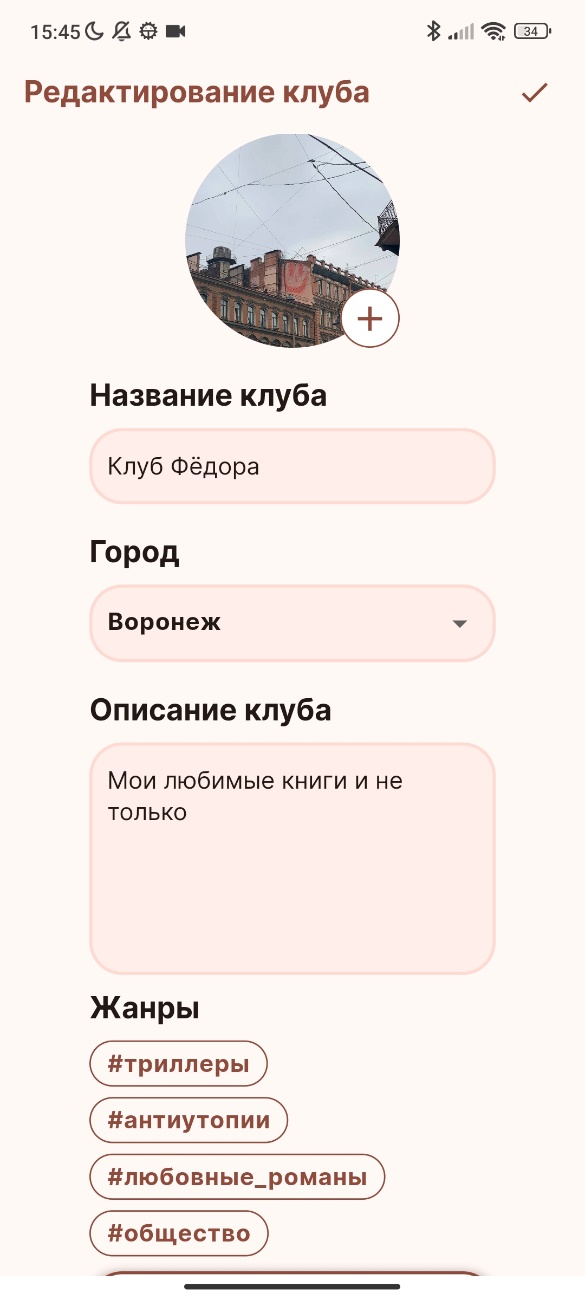 15:45
34
Редактирование клуба
Название клуба
Клуб Фёдора
Город
Воронеж
Описание клуба
Мои любимые книги и не
только
Жанры
#триллеры
#антиутопии
#любовные_романы
#общество